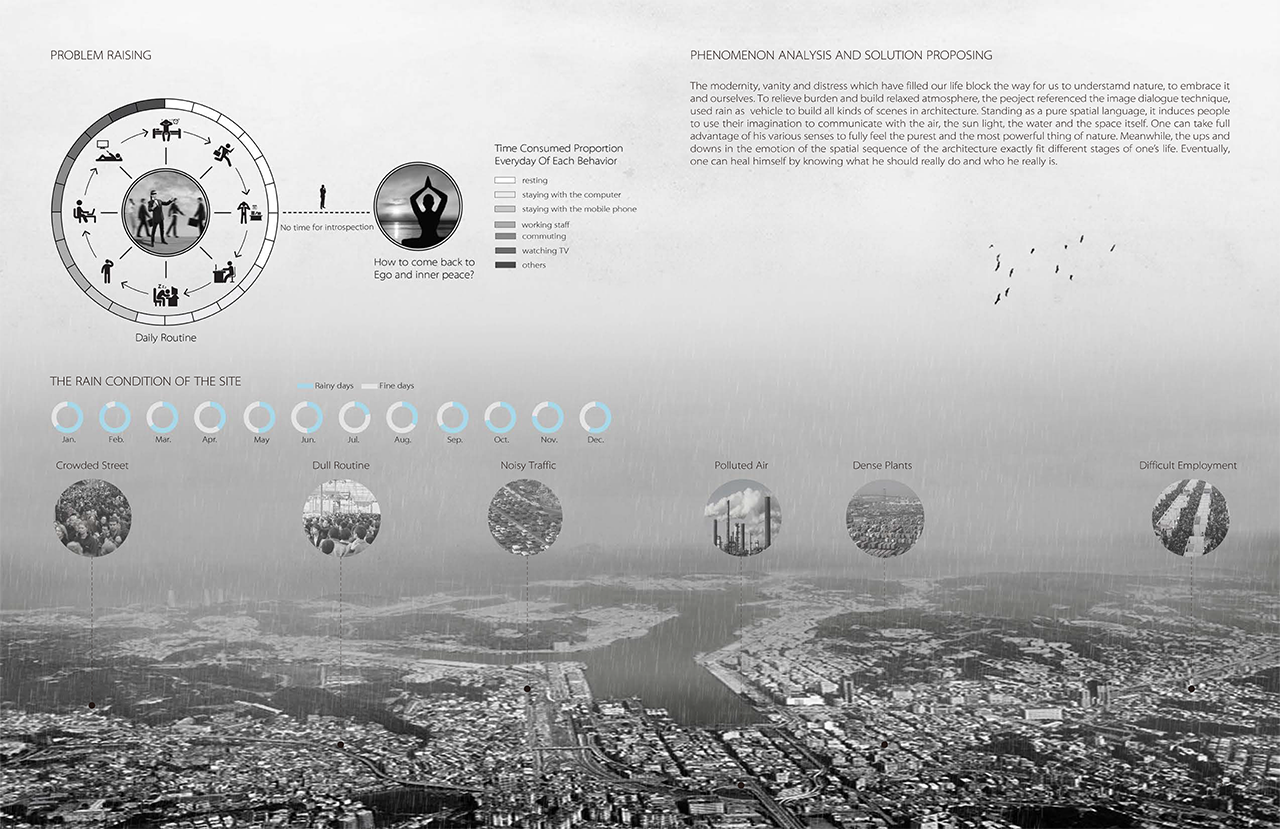 PROBLEM RAISING
Daily Routine
No time for introspection
How to come back to
Ego and inner peace?
Time Consumed Proportion
Everyday Of Each Behavior
resting
staying with the computer
staying with the mobile phone
working staff
commuting
watching TV
others
PHENOMENON ANALYSIS AND SOLUTION PROPOSING
The modernity, vanity and distress which have filled our life block the way for us to understamd nature, to embrace it
and ourselves. To relieve burden and build relaxed atmosphere, the peoject referenced the image dialogue technique,
used rain as vehicle to build all kinds of scenes in architecture. Standing as a pure spatial language, it induces people
to use their imagination to communicate with the air, the sun light, the water and the space itself. One can take full
advantage of his various senses to fully feel the purest and the most powerful thing of nature. Meanwhile, the ups and
downs in the emotion of the spatial sequence of the architecture exactly fit different stages of one's life. Eventually,
one can heal himself by knowing what he should really do and who he really is.
THE RAIN CONDITION OF THE SITE
Rainy days
Fine days
Jan.
Feb.
Mar.
Apr.
May
Jun.
Jul.
Aug.
Sep.
Oct.
Nov.
Dec.
Crowded Street
Dull Routine
Noisy Traffic
Polluted Air
Dense Plants
Difficult Employment